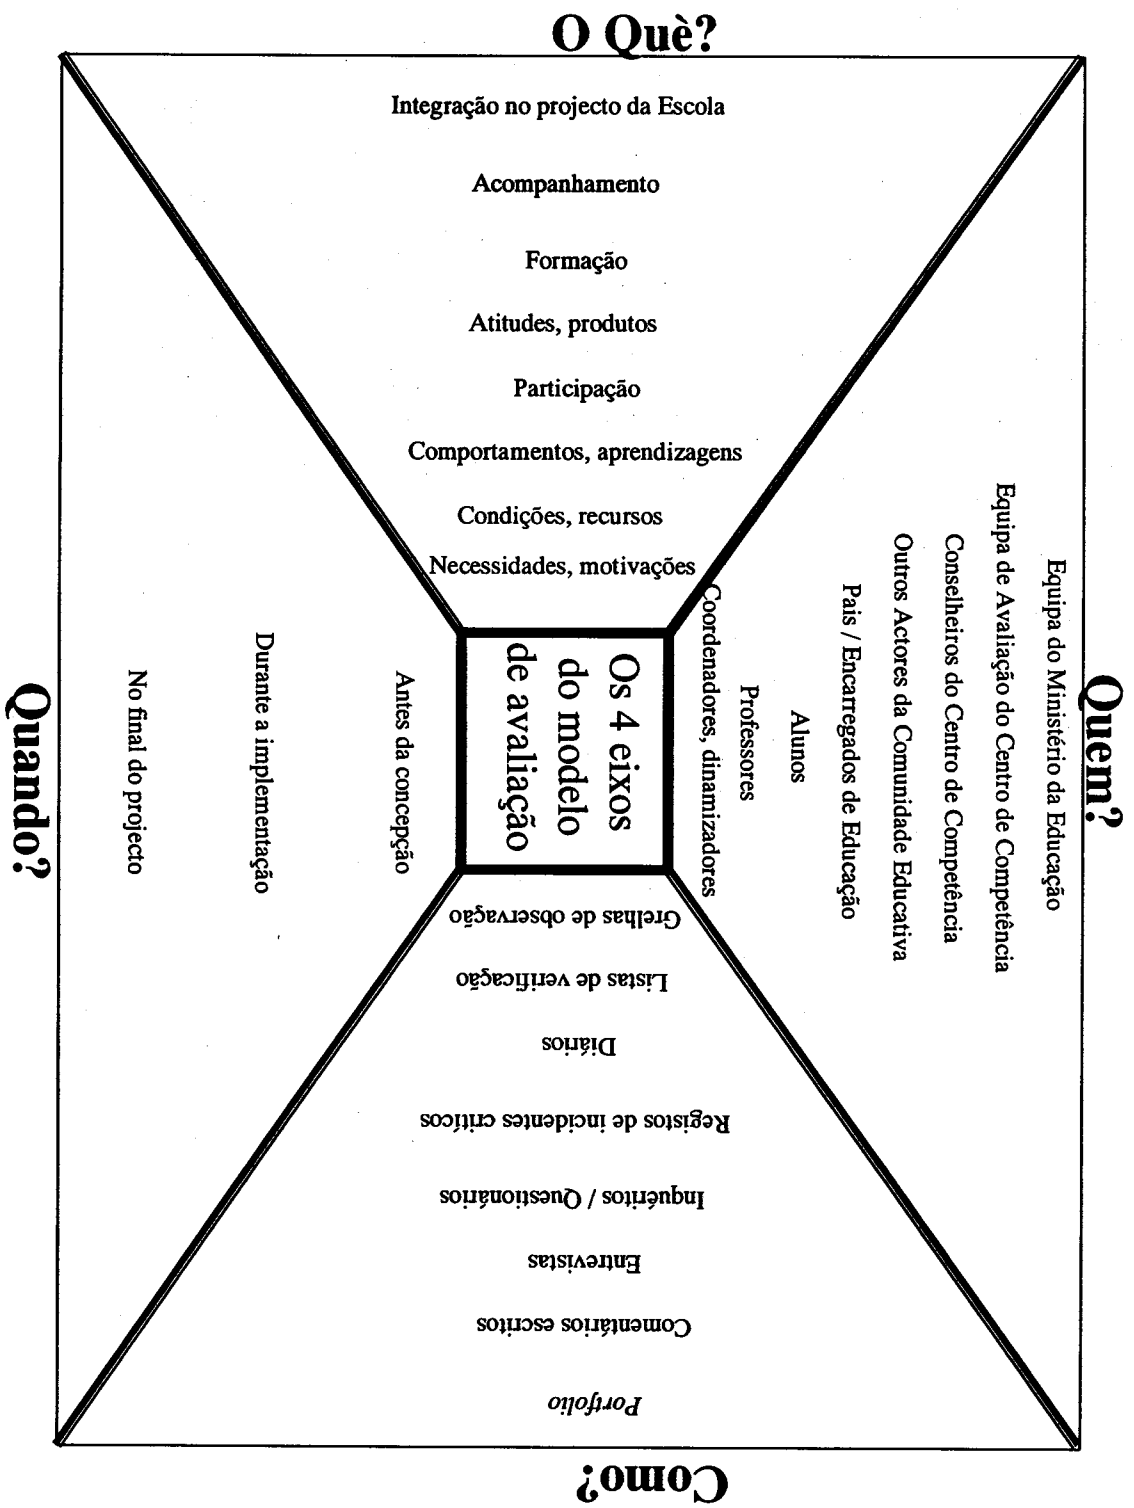 O Què?
Integração no projecto da Escola
Acompanhamento
Formação
Atitudes, produtos
Participação
Comportamentos, aprendizagens
Condições, recursos
Necessidades, motivações
Quem?
Equipa do Ministério da Educação
Equipa de Avaliação do Centro de Competência
Conselheiros do Centro de Competência
Outros Actores da Comunidade Educativa
Pais / Encarregados de Educação
Alunos
Professores
Coordenadores, dinamizadores
Os 4 eixos
do modelo
de avaliação
Antes da concepção
Durante a implementação
No final do projecto
Quando?
Grelhas de observação
Listas de verificação
Diários
Registos de incidentes críticos
Inquéritos / Questionários
Entrevistas
Comentários escritos
Portfolio
Como?